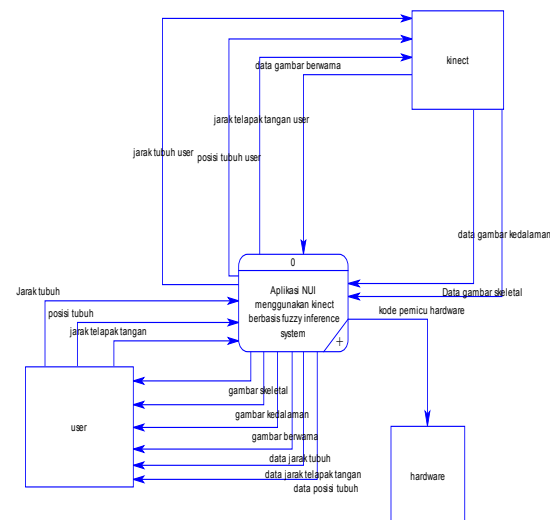 kinect
data gambar berwarna
jarak telapak tangan user
jarak tubuh user
posisi tubuh user
data gambar kedalaman
0
Aplikasi NUI
menggunakan kinect
berbasis fuzzy inference
system
+
Data gambar skeletal
kode pemicu hardware
Jarak tubuh
posisi tubuh
jarak telapak tangan
user
gambar skeletal
gambar kedalaman
gambar berwarna
data jarak tubuh
data jarak telapak tangan
data posisi tubuh
hardware